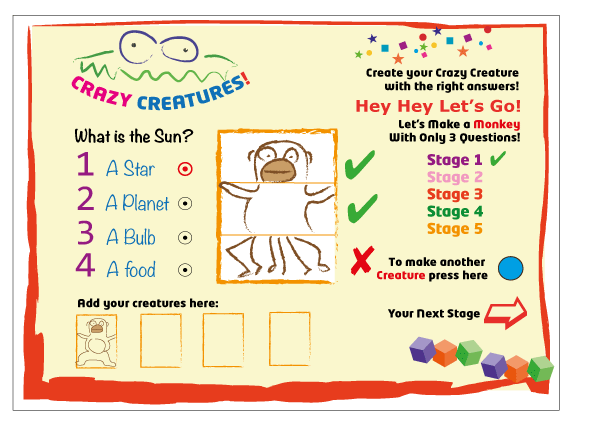 CRAZY CREATURES!
Create your Crazy Creature
with the right answers!
Hey Hey Let's Go!
Let's Make a Monkey
With Only 3 Questions!
What is the Sun?
1 A Star
2 A Planet
3 A Bulb
4 A food
Stage 1
Stage 2
Stage 3
Stage 4
Stage 5
To make another
Creature press here
Add your creatures here:
Your Next Stage